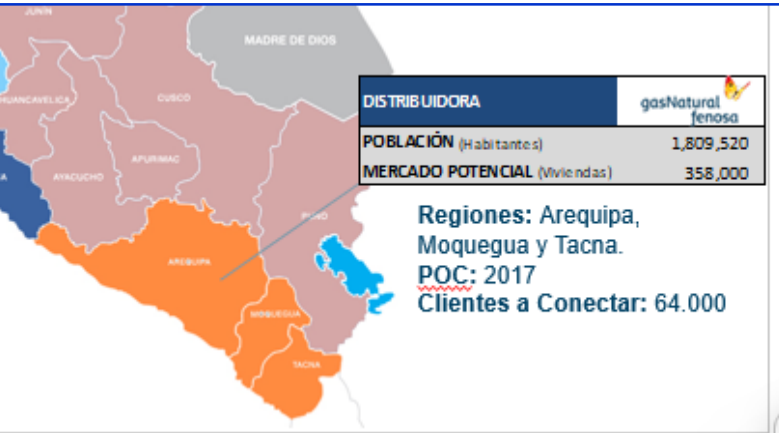 JUNÍN
MADRE DE DIOS
HUANCAVELICA
CUSCO
APURIMAC
AYACUCHO
PUNO
AREQUIPA
MOQUEGUA
TACNA
DISTRIBUIDORA
gasNatural
fenosa
POBLACIÓN (Habitantes) 1,809,520
MERCADO POTENCIAL (Viviendas) 358,000
Regiones: Arequipa,
Moquegua y Tacna.
POC: 2017
Clientes a Conectar: 64.000